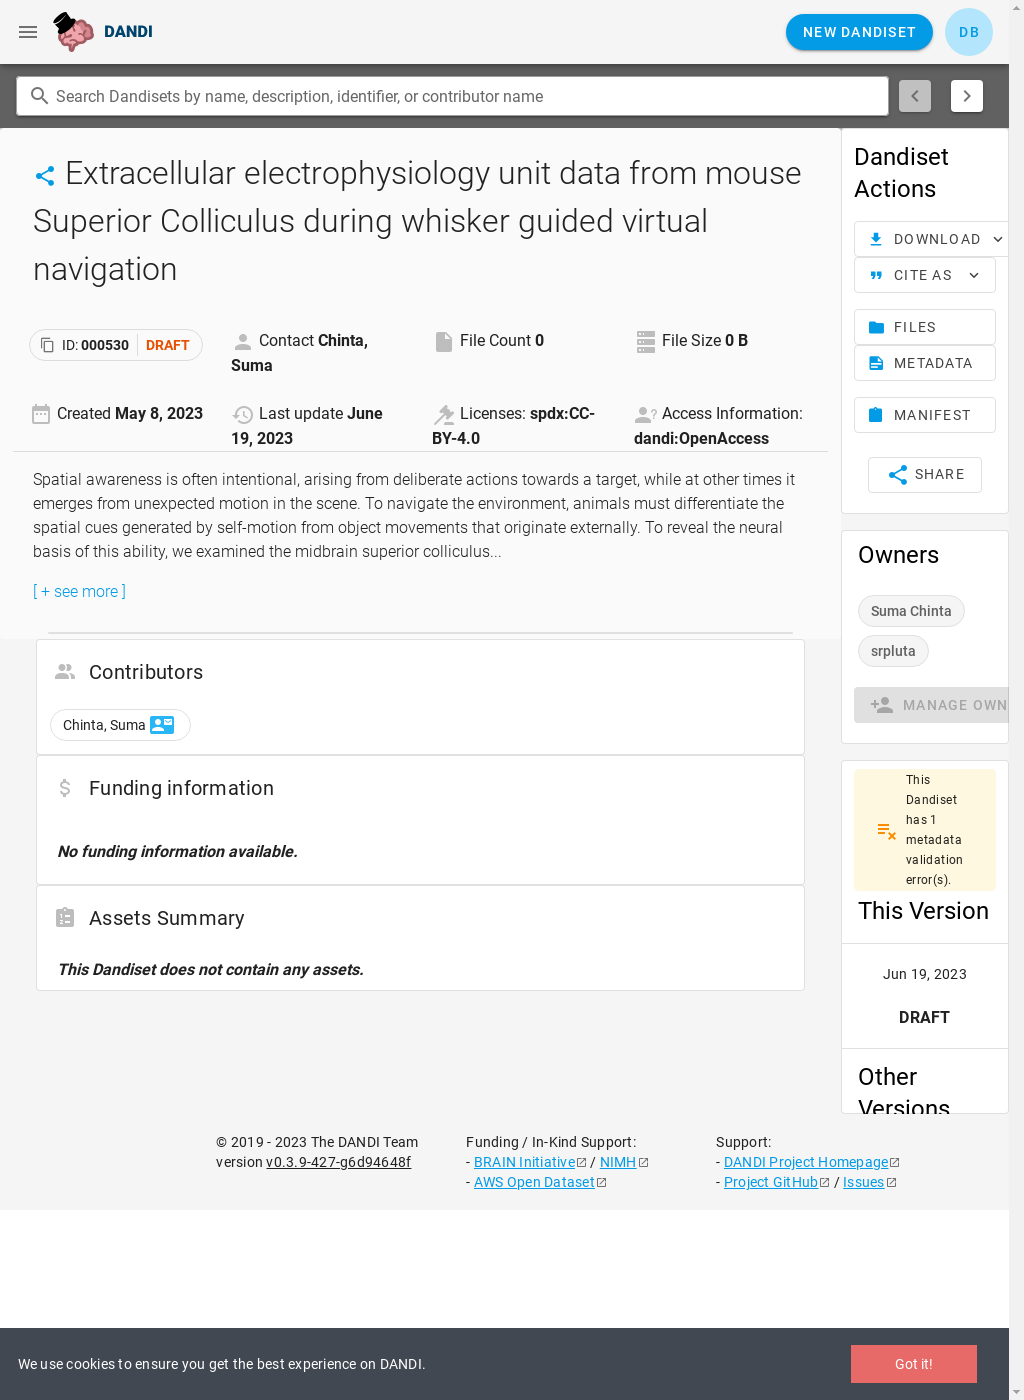 DANDI
NEW DANDISET
DB
Search Dandisets by name, description, identifier, or contributor name
Extracellular electrophysiology unit data from mouse
Superior Colliculus during whisker guided virtual
navigation
ID: 000530 DRAFT
Contact Chinta,
Suma
File Count 0
File Size 0 B
Created May 8, 2023
Last update June
19, 2023
Licenses: spdx:CC-
BY-4.0
Access Information:
dandi:OpenAccess
Spatial awareness is often intentional, arising from deliberate actions towards a target, while at other times it
emerges from unexpected motion in the scene. To navigate the environment, animals must differentiate the
spatial cues generated by self-motion from object movements that originate externally. To reveal the neural
basis of this ability, we examined the midbrain superior colliculus...
[ + see more ]
Contributors
Chinta, Suma
Funding information
No funding information available.
Assets Summary
This Dandiset does not contain any assets.
Dandiset
Actions
DOWNLOAD
CITE AS
FILES
METADATA
MANIFEST
SHARE
Owners
Suma Chinta
srpluta
MANAGE OWN
This
Dandiset
has 1
metadata
validation
error(s).
This Version
Jun 19, 2023
DRAFT
Other
Versions
© 2019 - 2023 The DANDI Team
version v0.3.9-427-g6d94648f
Funding / In-Kind Support:
- BRAIN Initiative / NIMH
- AWS Open Dataset
Support:
- DANDI Project Homepage
- Project GitHub / Issues
We use cookies to ensure you get the best experience on DANDI.
Got it!